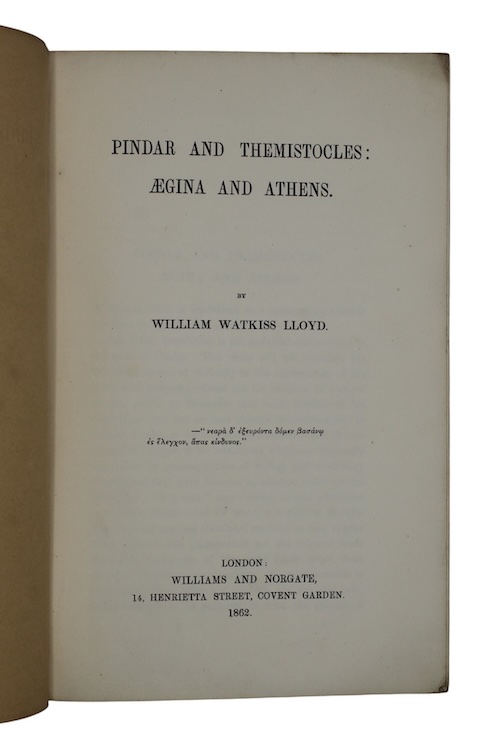 PINDAR AND THEMISTOCLES:
ÆGINA AND ATHENS.
BY
WILLIAM WATKISS LLOYD.
—“ νεαρὰ δ’ ἐξευρόντα δόμεν βασάνῳ
ἐς ἔλεγχον, ἅπας κίνδυνος.”
LONDON:
WILLIAMS AND NORGATE,
14, HENRIETTA STREET, COVENT GARDEN.
1862.